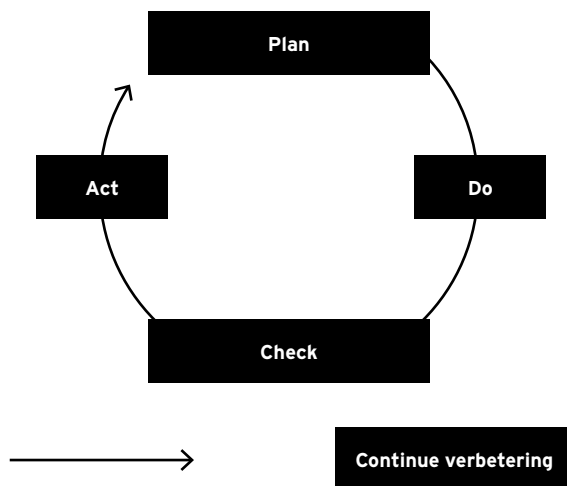 Plan
Act
Do
Check
Continue verbetering